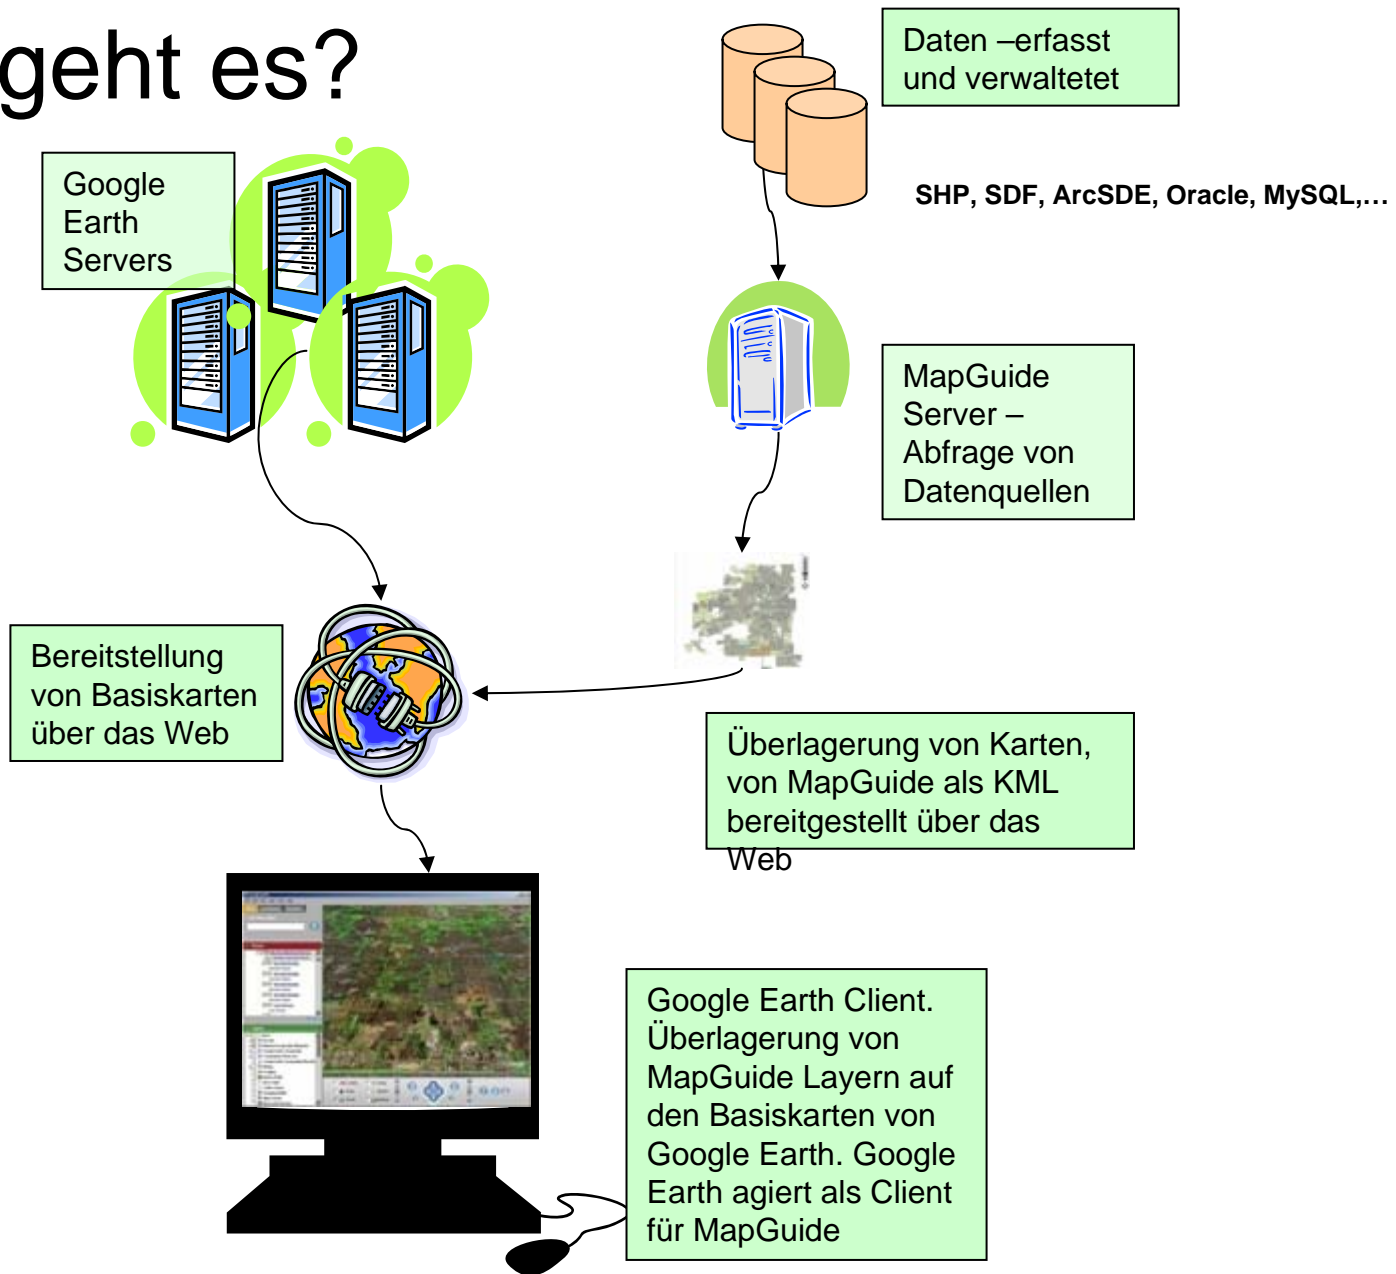 geht es?
Daten –erfasst
und verwaltetet
SHP, SDF, ArcSDE, Oracle, MySQL,...
Google
Earth
Servers
MapGuide
Server –
Abfrage von
Datenquellen
Bereitstellung
von Basiskarten
über das Web
Überlagerung von Karten,
von MapGuide als KML
bereitgestellt über das
Web
Google Earth Client.
Überlagerung von
MapGuide Layern auf
den Basiskarten von
Google Earth. Google
Earth agiert als Client
für MapGuide